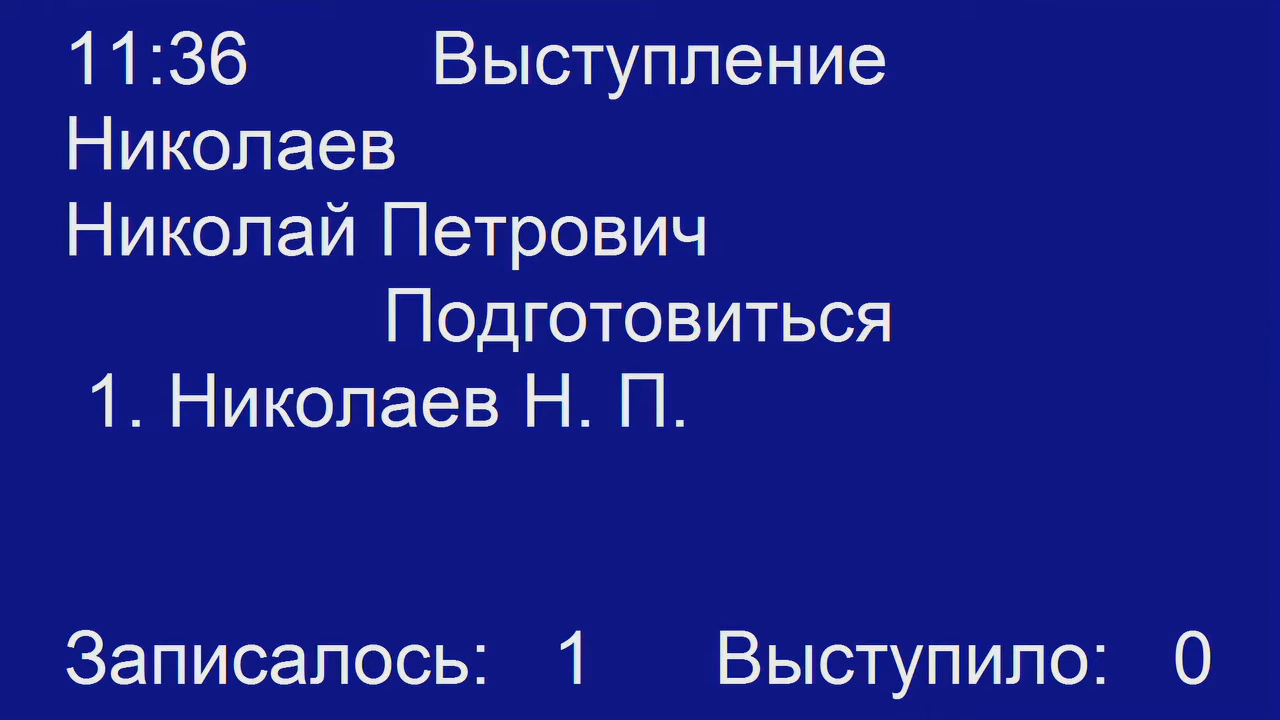 11:36 Выступление
Николаев
Николай Петрович
Подготовиться
1. Николаев Н. П.
Записалось: 1 Выступило: 0